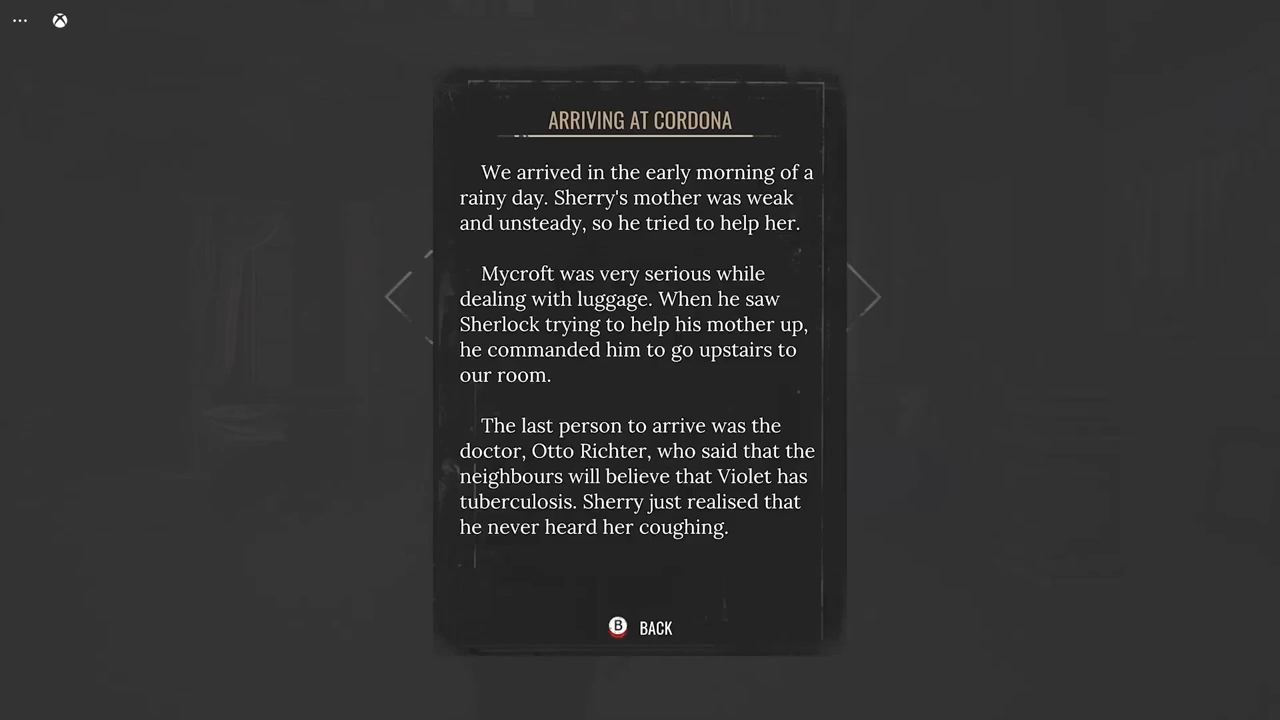 ARRIVING AT CORDONA
We arrived in the early morning of a
rainy day. Sherry's mother was weak
and unsteady, so he tried to help her.
Mycroft was very serious while
dealing with luggage. When he saw
Sherlock trying to help his mother up,
he commanded him to go upstairs to
our room.
The last person to arrive was the
doctor, Otto Richter, who said that the
neighbours will believe that Violet has
tuberculosis. Sherry just realised that
he never heard her coughing.
B BACK